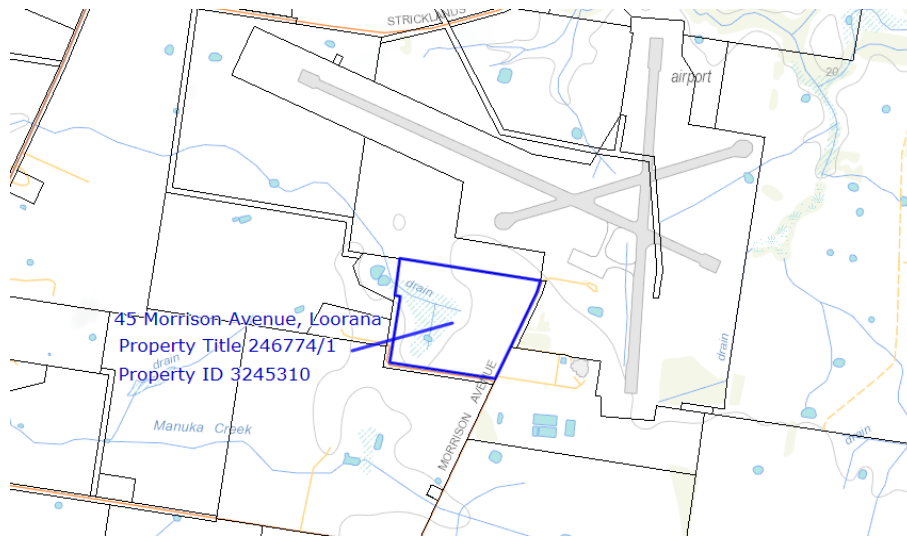 STRICKLANDS
airport
20
drain
45 Morrison Avenue, Loorana
Property Title 246774/1
drain
Property ID 3245310
drain
MORRISON AVENUE
Manuka Creek
drain